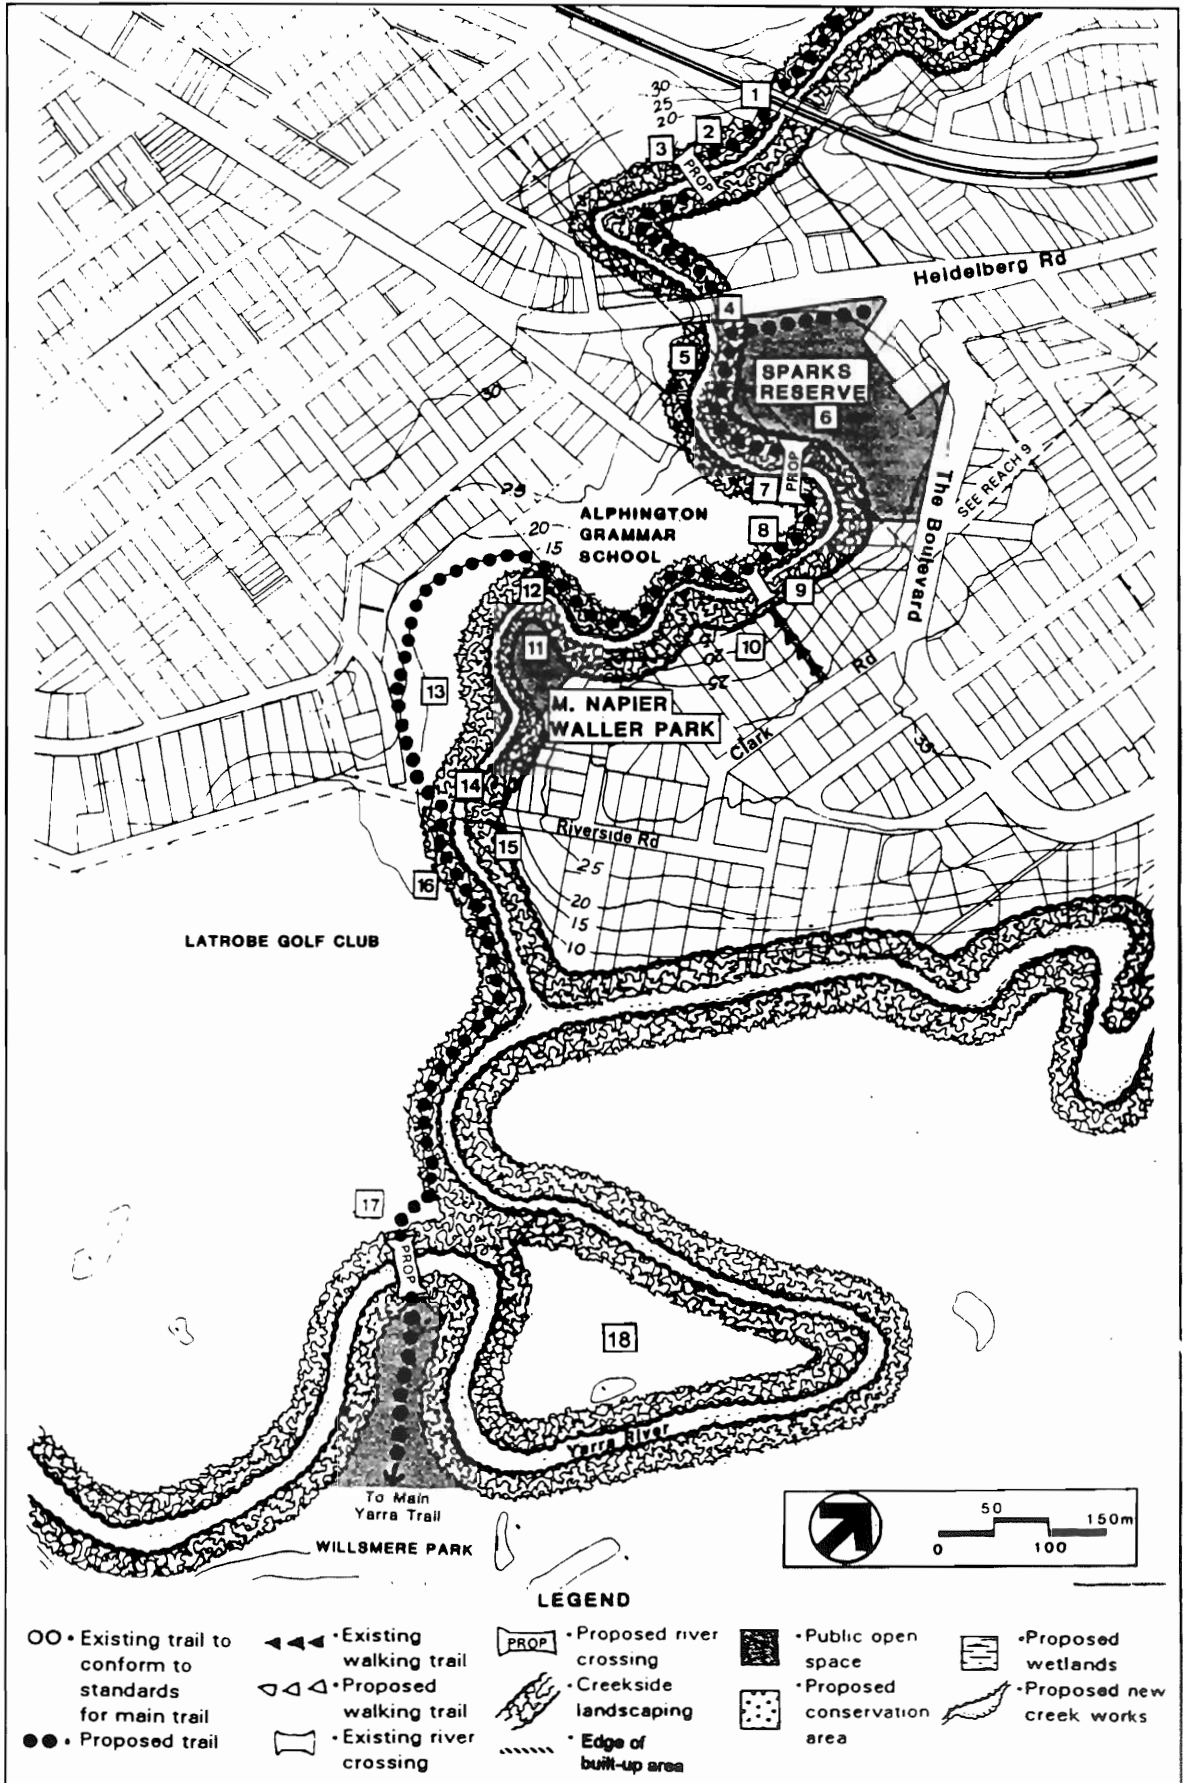 30
25
20
1
2
3
PROP
Heidelberg Rd
4
5
SPARKS
RESERVE
6
30
PROP
7
The Boulevard
SEE REACH 9
25
ALPHINGTON
GRAMMAR
SCHOOL
20
15
8
12
9
11
10
20
25
Rd
13
M. NAPIER
WALLER PARK
Clark
35
14
Riverside Rd
15
25
16
20
15
10
LATROBE GOLF CLUB
17
PROP
18
Yarra River
To Main
Yarra Trail
WILLSMERE PARK
50
150m
0
100
LEGEND
• Existing trail to
conform to
standards
for main trail
• Proposed trail
• Existing
walking trail
• Proposed
walking trail
• Existing river
crossing
PROP
• Proposed river
crossing
• Creekside
landscaping
• Edge of
built-up area
• Public open
space
• Proposed
conservation
area
• Proposed
wetlands
• Proposed new
creek works